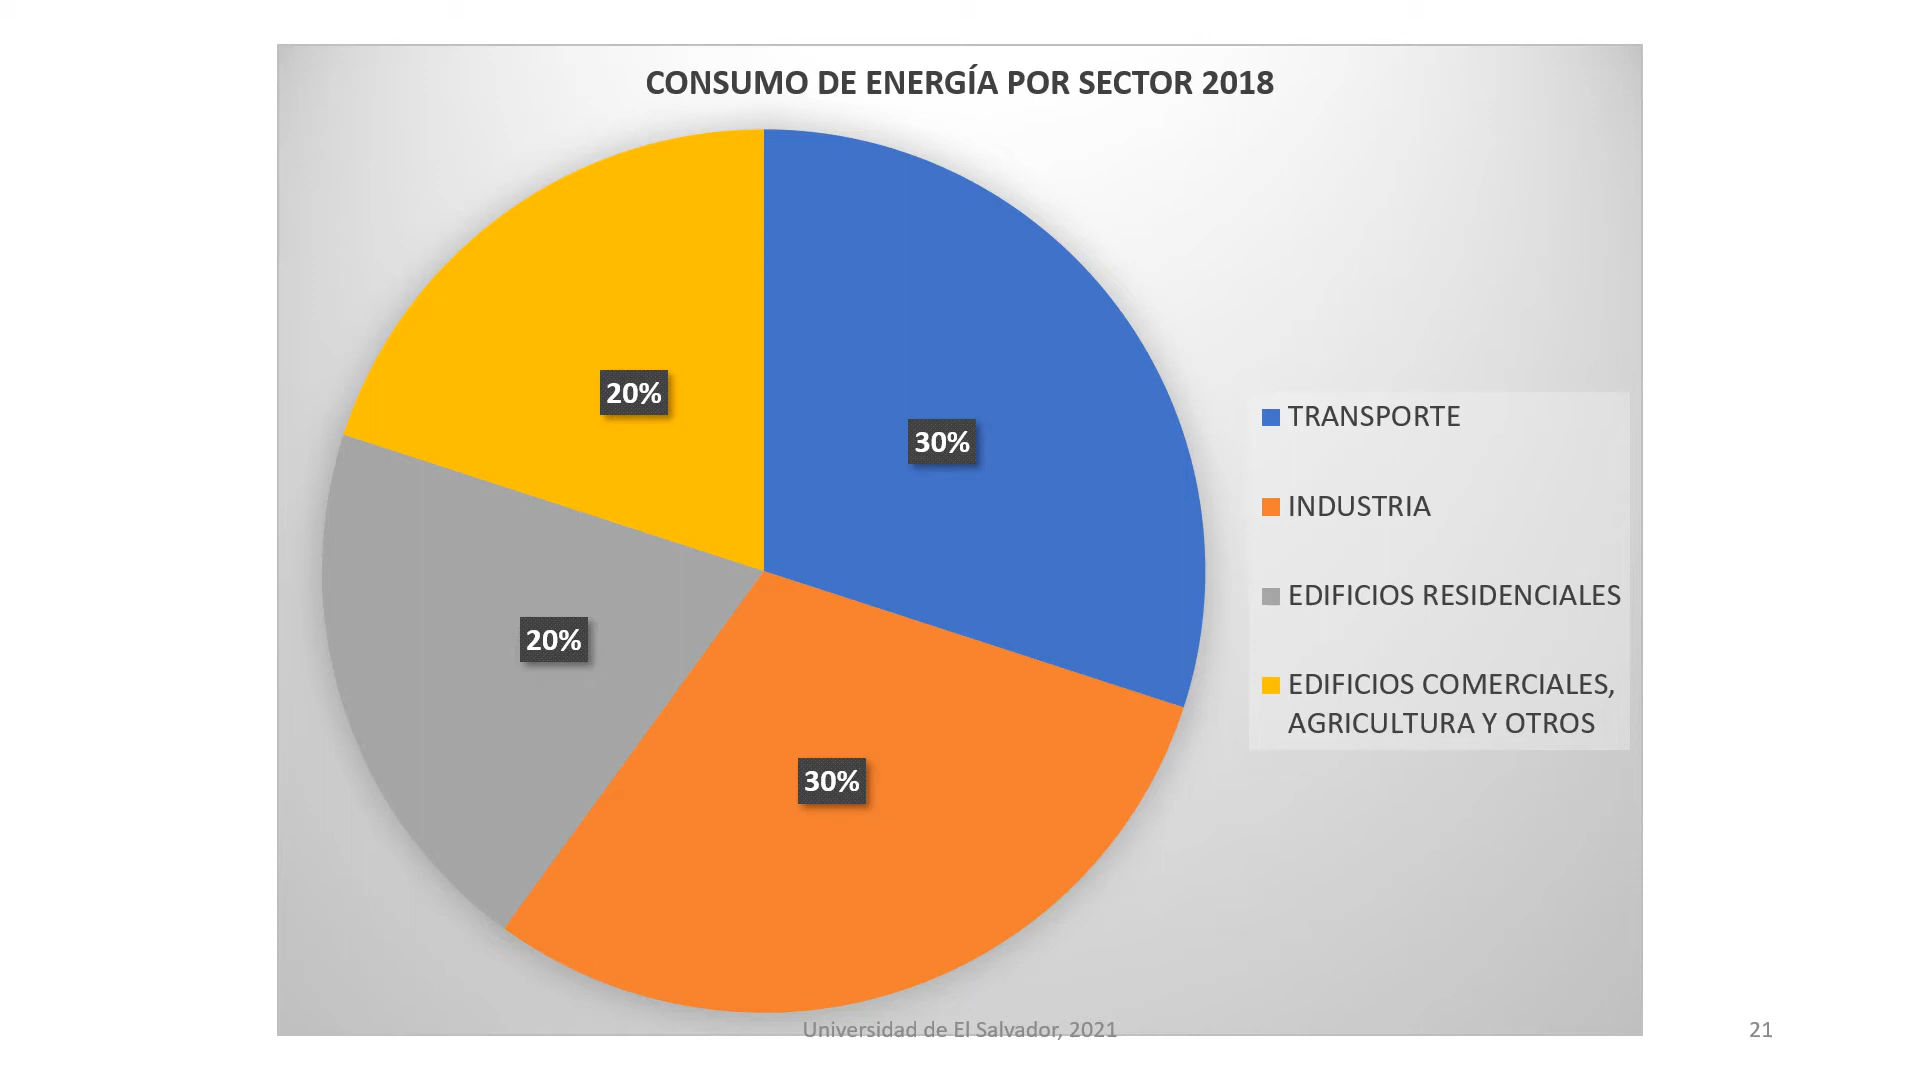 CONSUMO DE ENERGÍA POR SECTOR 2018
20%
30%
20%
30%
TRANSPORTE
INDUSTRIA
EDIFICIOS RESIDENCIALES
EDIFICIOS COMERCIALES,
AGRICULTURA Y OTROS
Universidad de El Salvador, 2021
21